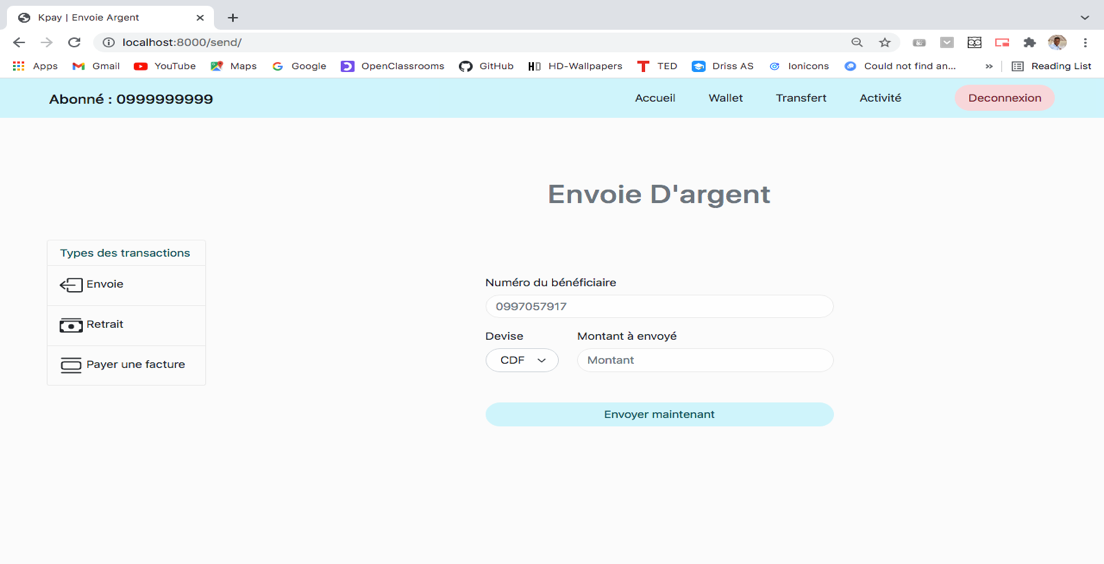 Kpay | Envoie Argent
localhost:8000/send/
Apps Gmail YouTube Maps Google OpenClassrooms GitHub HD-Wallpapers TED Driss AS Ionicons Could not find an... » Reading List
Abonné : 0999999999 Accueil Wallet Transfert Activité Deconnexion
Envoie D'argent
Types des transactions
Envoie
Retrait
Payer une facture
Numéro du bénéficiaire
0997057917
Devise Montant à envoyé
CDF Montant
Envoyer maintenant